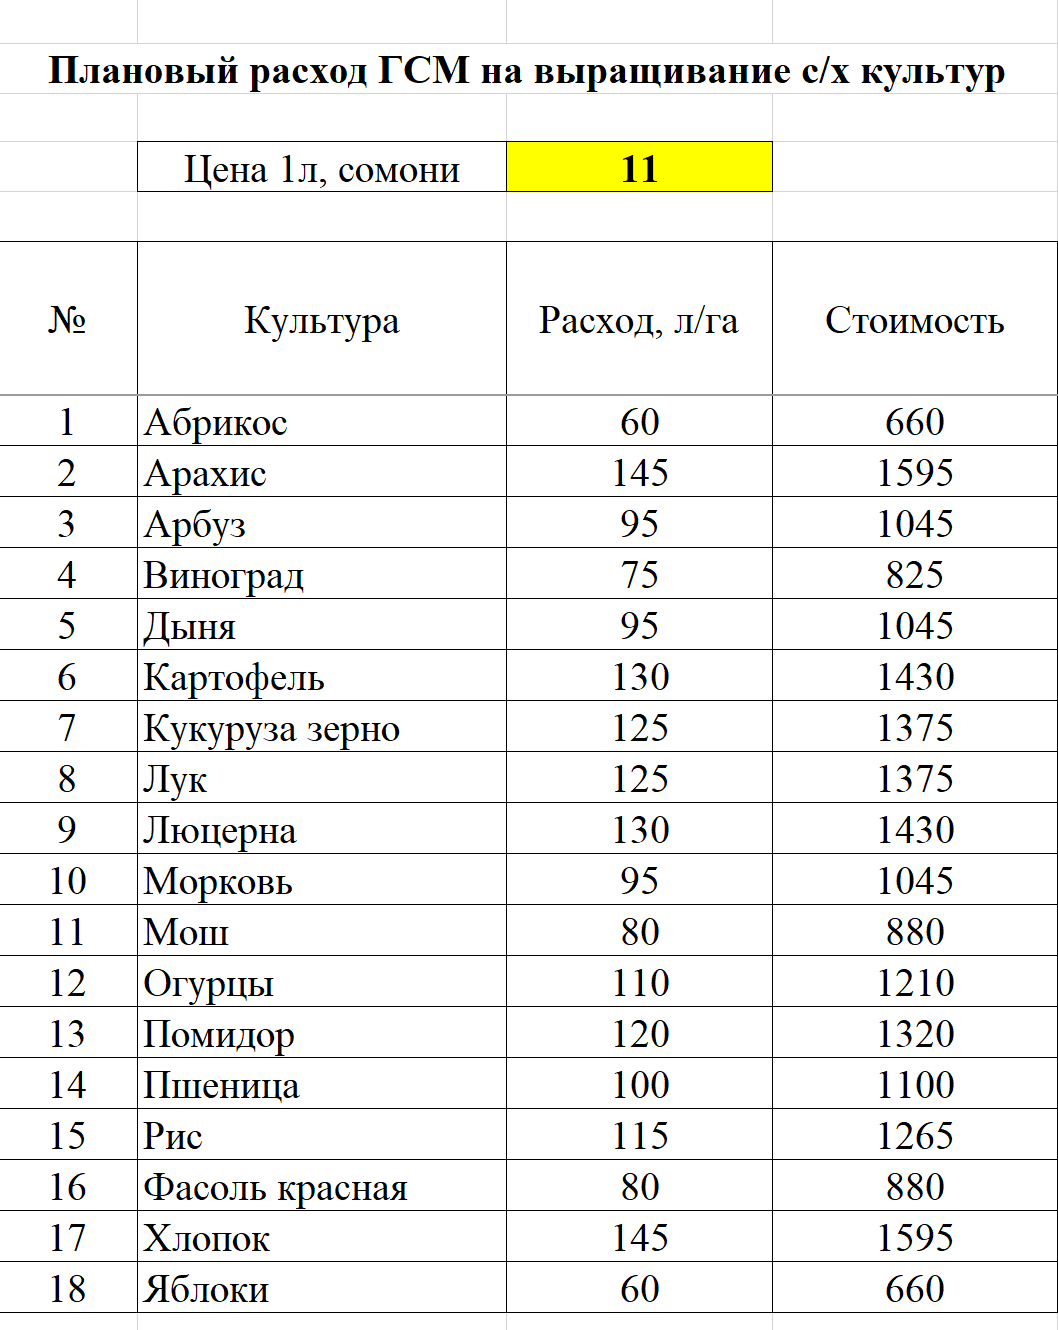 Плановый расход ГСМ на выращивание с/х культур
Цена 1л, сомони 11
№ Культура Расход, л/га Стоимость
1 Абрикос 60 660
2 Арахис 145 1595
3 Арбуз 95 1045
4 Виноград 75 825
5 Дыня 95 1045
6 Картофель 130 1430
7 Кукуруза зерно 125 1375
8 Лук 125 1375
9 Люцерна 130 1430
10 Морковь 95 1045
11 Мош 80 880
12 Огурцы 110 1210
13 Помидор 120 1320
14 Пшеница 100 1100
15 Рис 115 1265
16 Фасоль красная 80 880
17 Хлопок 145 1595
18 Яблоки 60 660